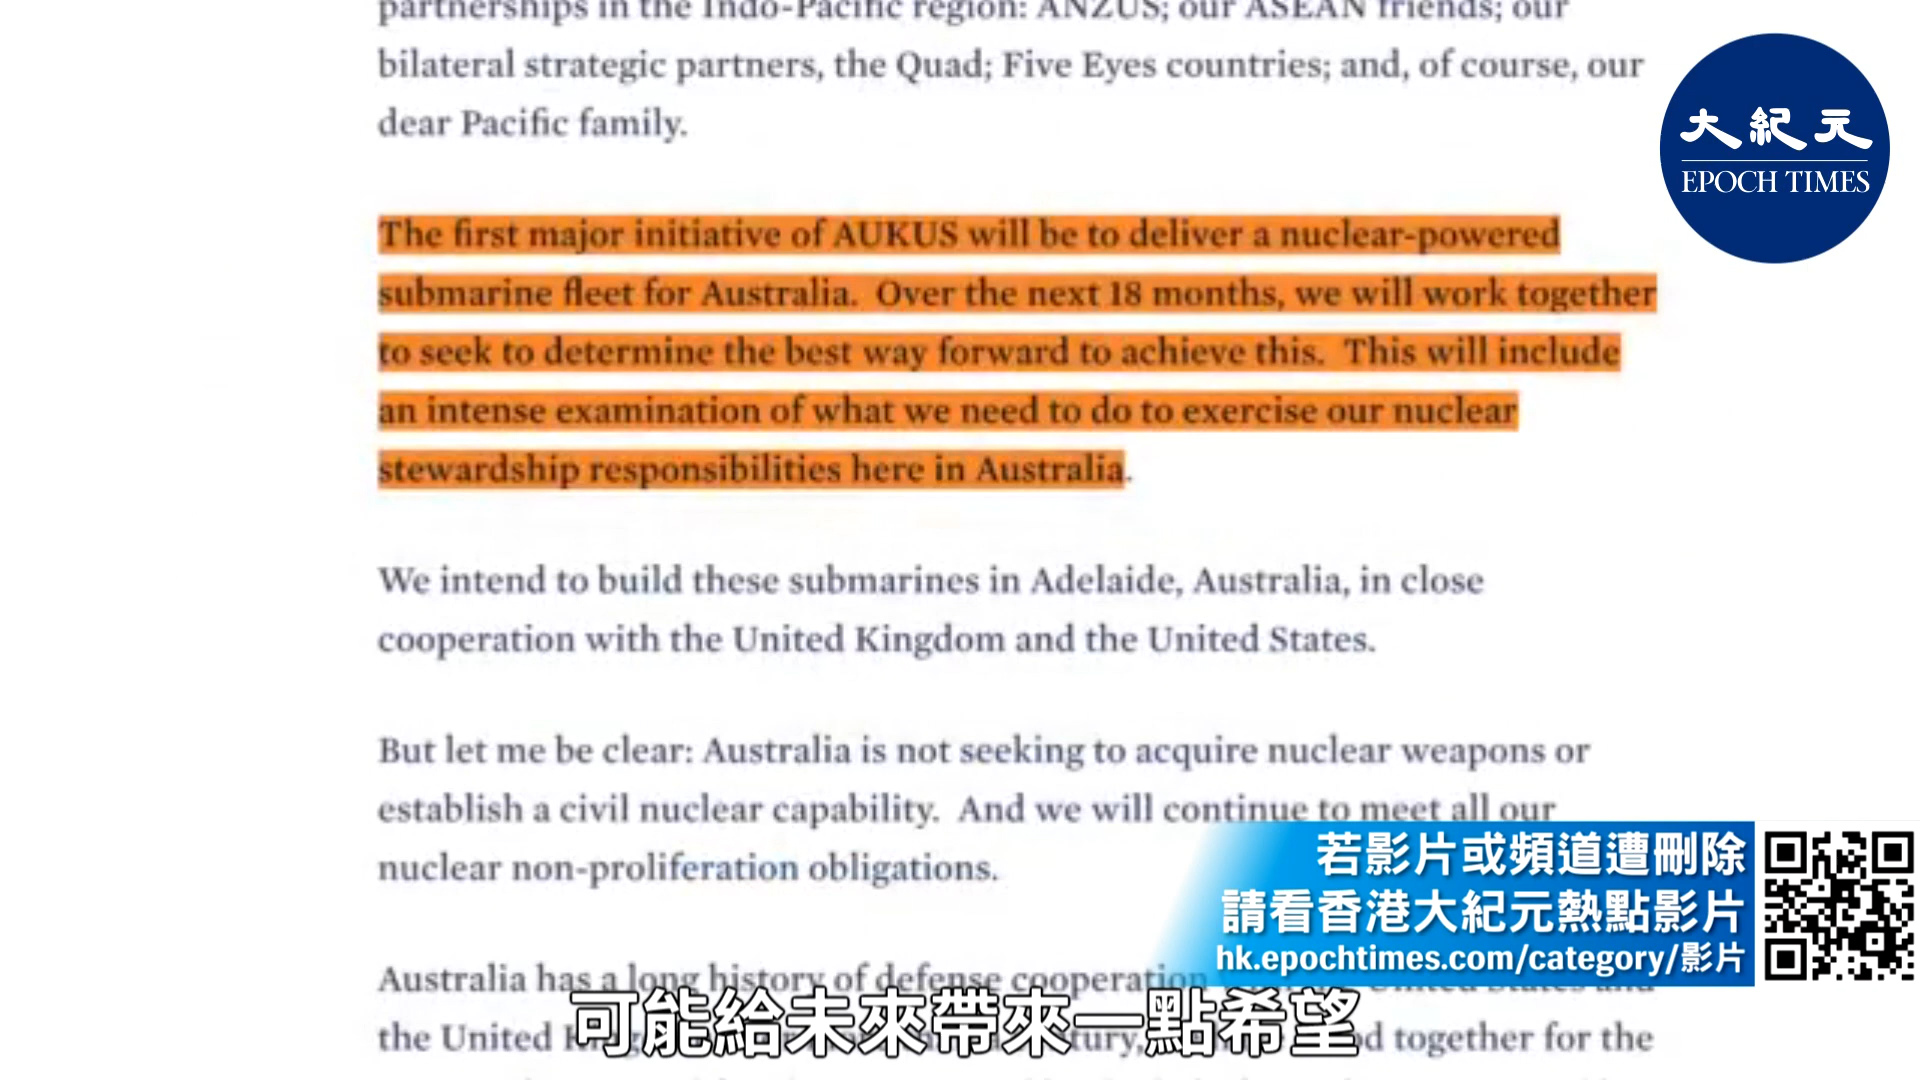 partnerships in the Indo-Pacific region: ANZUS; our ASEAN friends; our
bilateral strategic partners, the Quad; Five Eyes countries; and, of course, our
dear Pacific family.
大紀元
EPOCH TIMES
The first major initiative of AUKUS will be to deliver a nuclear-powered
submarine fleet for Australia. Over the next 18 months, we will work together
to seek to determine the best way forward to achieve this. This will include
an intense examination of what we need to do to exercise our nuclear
stewardship responsibilities here in Australia.
We intend to build these submarines in Adelaide, Australia, in close
cooperation with the United Kingdom and the United States.
But let me be clear: Australia is not seeking to acquire nuclear weapons or
establish a civil nuclear capability. And we will continue to meet all our
nuclear non-proliferation obligations.
若影片或頻道遭刪除
請看香港大紀元熱點影片
hk.epochtimes.com/category/影片
Australia has a long history of defense cooperation
the United
together for the
可能給未來帶來一點希望